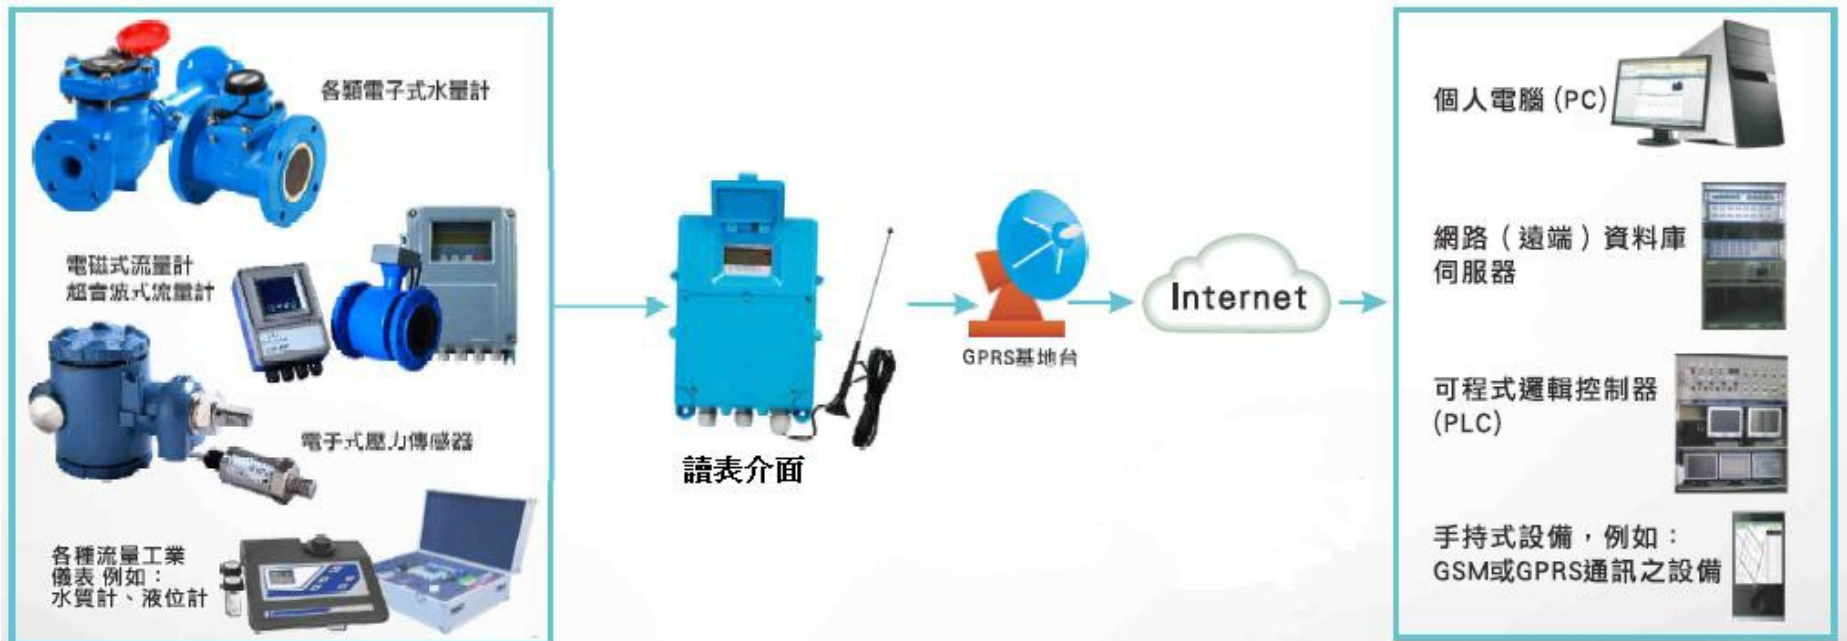 各類電子式水量計
電磁式流量計
超音波式流量計
電子式壓力傳感器
各種流量工業
儀表 例如：
水質計、液位計
讀表介面
GPRS基地台
Internet
個人電腦 (PC)
網路（遠端）資料庫
伺服器
可程式邏輯控制器
(PLC)
手持式設備，例如：
GSM或GPRS通訊之設備